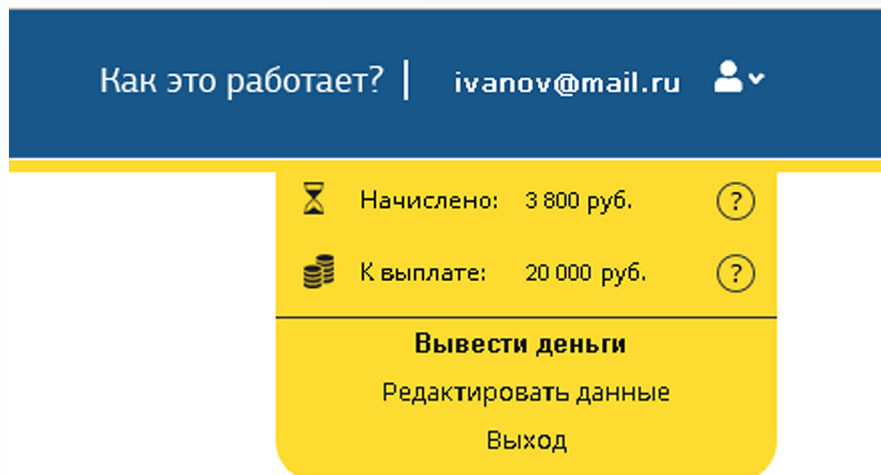 Как это работает? | ivanov@mail.ru
Начислено: 3 800 руб. ?
К выплате: 20 000 руб. ?
Вывести деньги
Редактировать данные
Выход